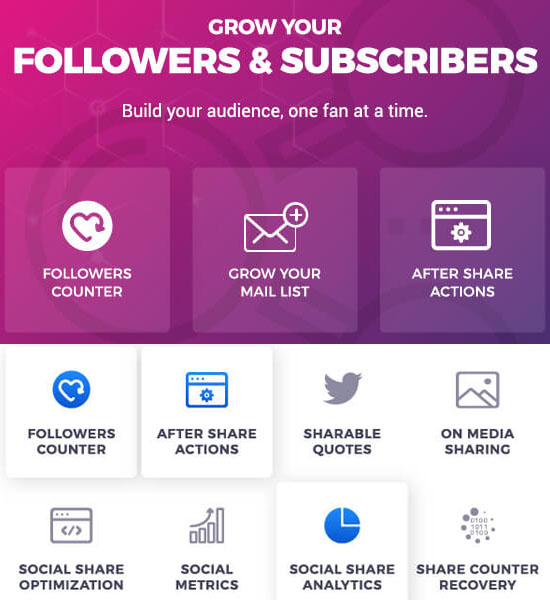 GROW YOUR
FOLLOWERS & SUBSCRIBERS
Build your audience, one fan at a time.
FOLLOWERS
COUNTER
GROW YOUR
MAIL LIST
AFTER SHARE
ACTIONS
FOLLOWERS
COUNTER
AFTER SHARE
ACTIONS
SHARABLE
QUOTES
ON MEDIA
SHARING
SOCIAL SHARE
OPTIMIZATION
SOCIAL
METRICS
SOCIAL SHARE
ANALYTICS
0100
1011
0100
SHARE COUNTER
RECOVERY